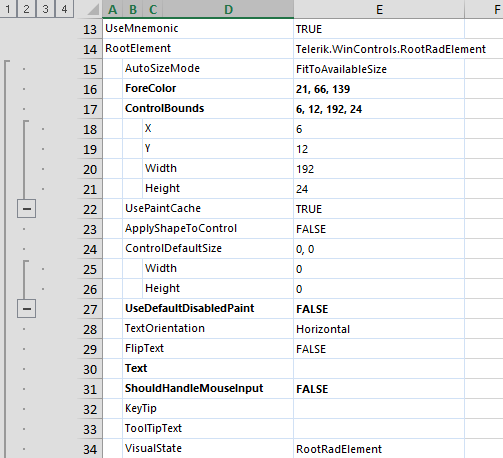 1 2 3 4 A B C D E F
13 UseMnemonic TRUE
14 RootElement Telerik.WinControls.RootRadElement
15 AutoSizeMode FitToAvailableSize
16 ForeColor 21, 66, 139
17 ControlBounds 6, 12, 192, 24
18 X 6
19 Y 12
20 Width 192
21 Height 24
22 UsePaintCache TRUE
23 ApplyShapeToControl FALSE
24 ControlDefaultSize 0, 0
25 Width 0
26 Height 0
27 UseDefaultDisabledPaint FALSE
28 TextOrientation Horizontal
29 FlipText FALSE
30 Text
31 ShouldHandleMouseInput FALSE
32 KeyTip
33 ToolTipText
34 VisualState RootRadElement